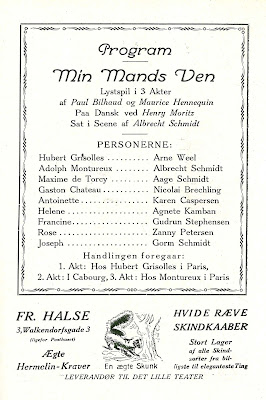 Program
Min Mands Ven
Lystspil i 3 Akter
af Paul Bilhaud og Maurice Hennequin
Paa Dansk ved Henry Moritz
Sat i Scene af Albrecht Schmidt
PERSONERNE:
Hubert Grisolles .......... Arne Weel
Adolph Montureux ........ Albrecht Schmidt
Maxime de Torcy ......... Aage Schmidt
Gaston Chateau .......... Nicolai Brechling
Antoinette ................ Karen Caspersen
Helene .................... Agnete Kamban
Francine .................. Gudrun Stephensen
Rose ...................... Zanny Petersen
Joseph .................... Gorm Schmidt
Handlingen foregaar:
1. Akt: Hos Hubert Grisolles i Paris,
2. Akt: I Cabourg, 3. Akt: Hos Montureux i Paris
FR. HALSE
3, Walkendorfsgade 3
(ligefor Posthuset)
Ægte
Hermelin-Kraver
En ægte Skunk
HVIDE RÆVE
SKINDKAABER
Stort Lager
af alle Skind-
sorter fra bil-
ligste til eleganteste Ting
LEVERANDØR TIL DET LILLE TEATER